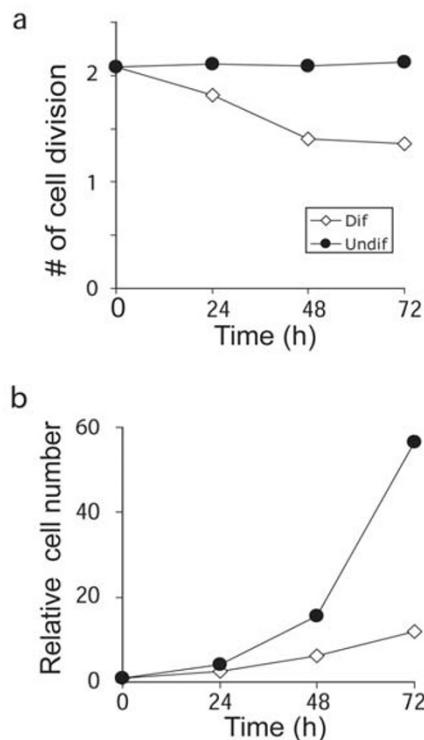 a
# of cell division
2
1
0
Dif
Undif
0 24 48 72
Time (h)
b
Relative cell number
60
40
20
0
0 24 48 72
Time (h)